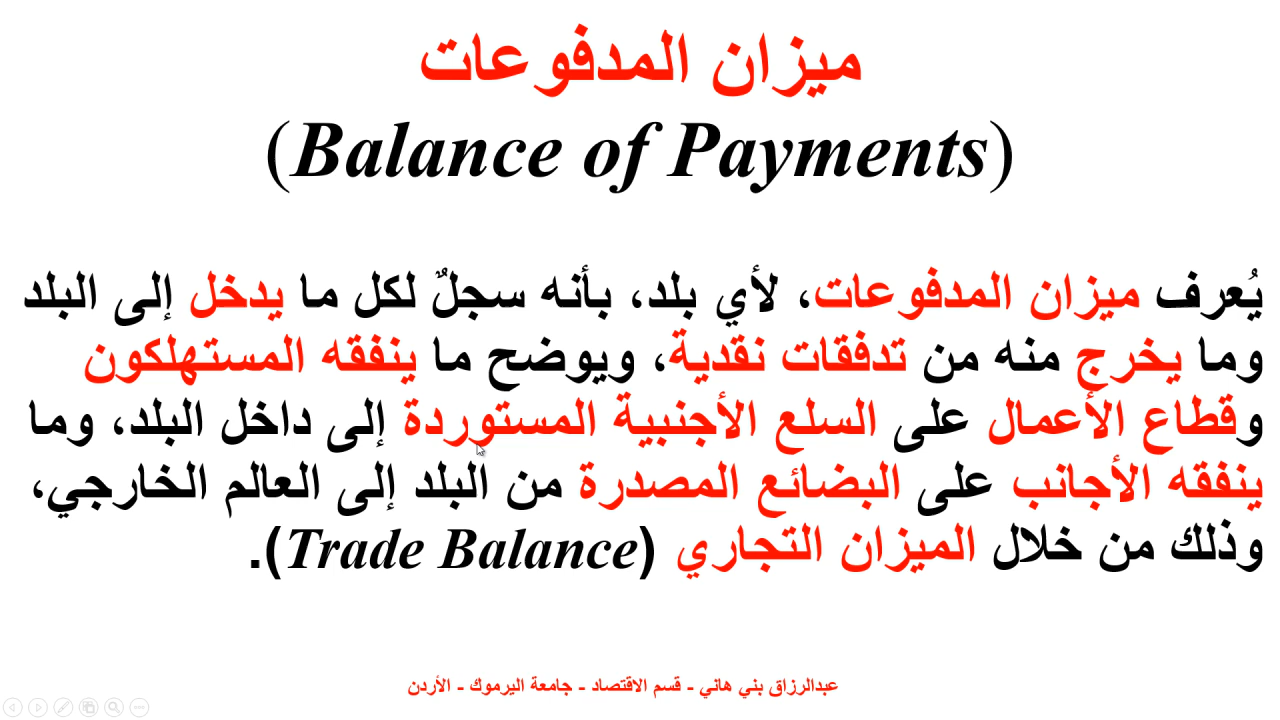 ميزان المدفوعات
(Balance of Payments)
يُعرف ميزان المدفوعات، لأي بلد، بأنه سجلٌ لكل ما يدخل إلى البلد
وما يخرج منه من تدفقات نقدية، ويوضح ما ينفقه المستهلكون
وقطاع الأعمال على السلع الأجنبية المستوردة إلى داخل البلد، وما
ينفقه الأجانب على البضائع المصدرة من البلد إلى العالم الخارجي،
وذلك من خلال الميزان التجاري (Trade Balance).
عبدالرزاق بني هاني - قسم الاقتصاد - جامعة اليرموك - الأردن